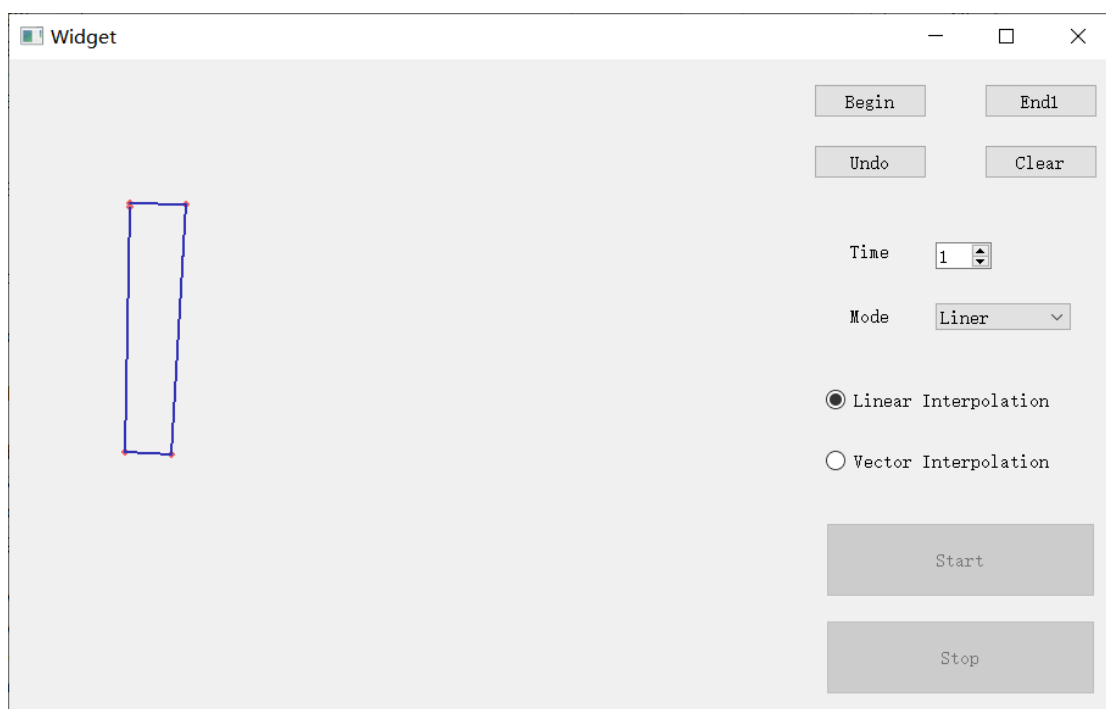 Widget
Begin End1
Undo Clear
Time 1
Mode Liner
Linear Interpolation
Vector Interpolation
Start
Stop